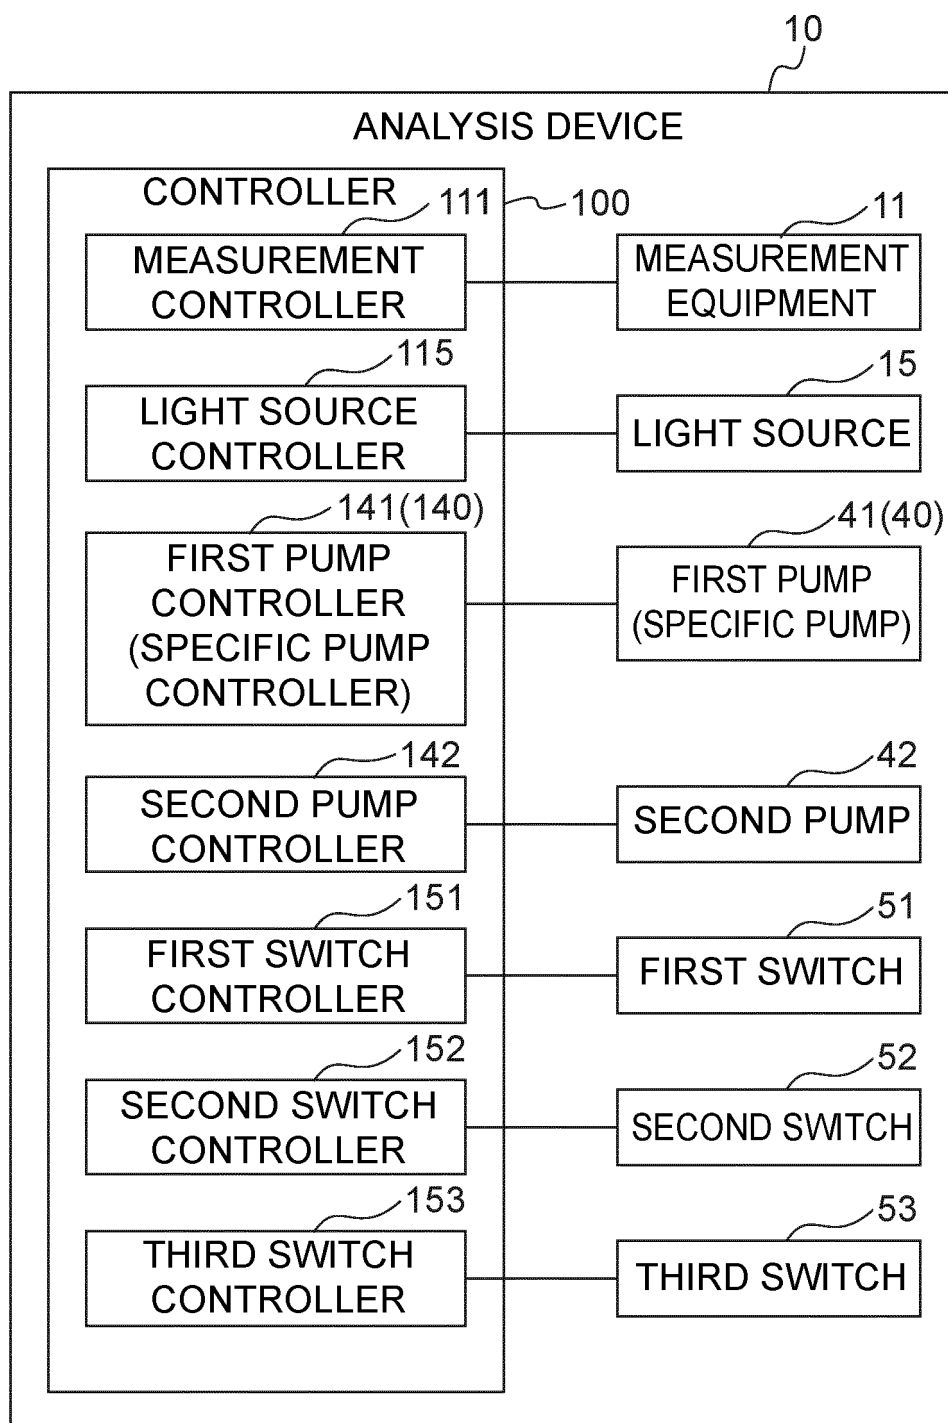 10
ANALYSIS DEVICE
CONTROLLER
100
111
MEASUREMENT
CONTROLLER
11
MEASUREMENT
EQUIPMENT
115
LIGHT SOURCE
CONTROLLER
15
LIGHT SOURCE
141(140)
FIRST PUMP
CONTROLLER
(SPECIFIC PUMP
CONTROLLER)
41(40)
FIRST PUMP
(SPECIFIC PUMP)
142
SECOND PUMP
CONTROLLER
42
SECOND PUMP
151
FIRST SWITCH
CONTROLLER
51
FIRST SWITCH
152
SECOND SWITCH
CONTROLLER
52
SECOND SWITCH
153
THIRD SWITCH
CONTROLLER
53
THIRD SWITCH